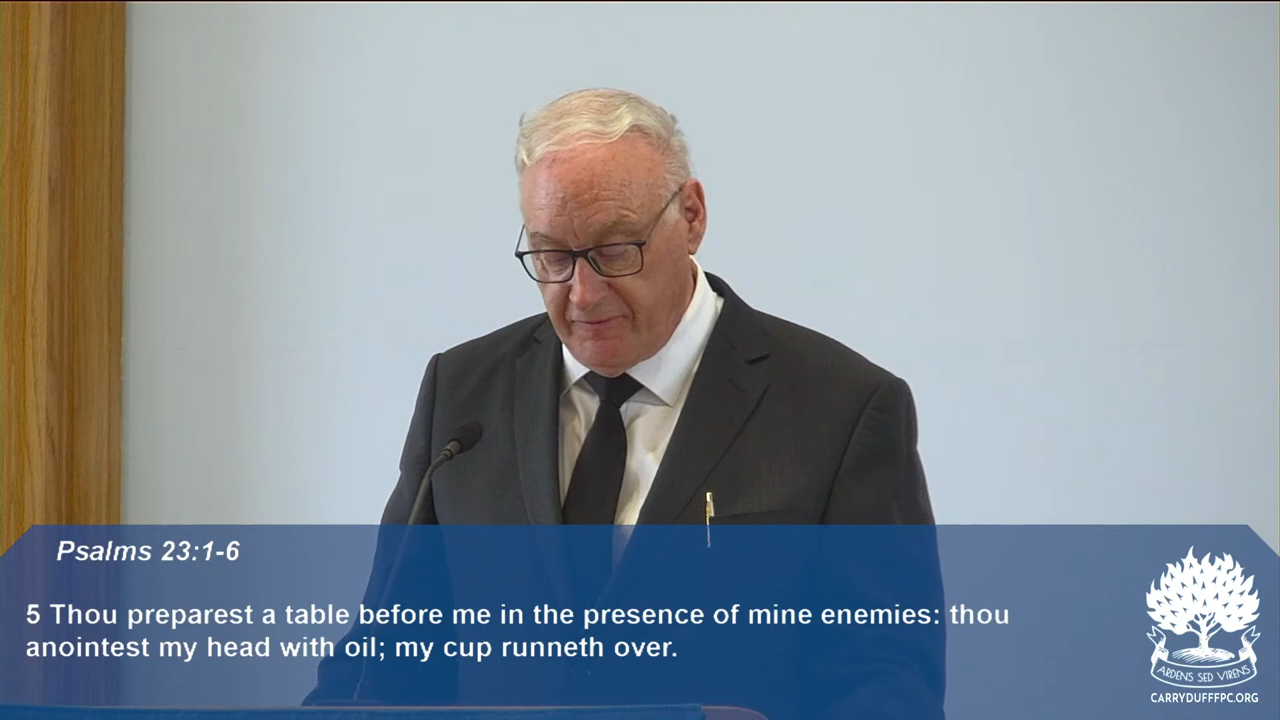 Psalms 23:1-6
5 Thou preparest a table before me in the presence of mine enemies: thou
anointest my head with oil; my cup runneth over.
ARDENS SED VIRENS
CARRYDUFFFPC.ORG